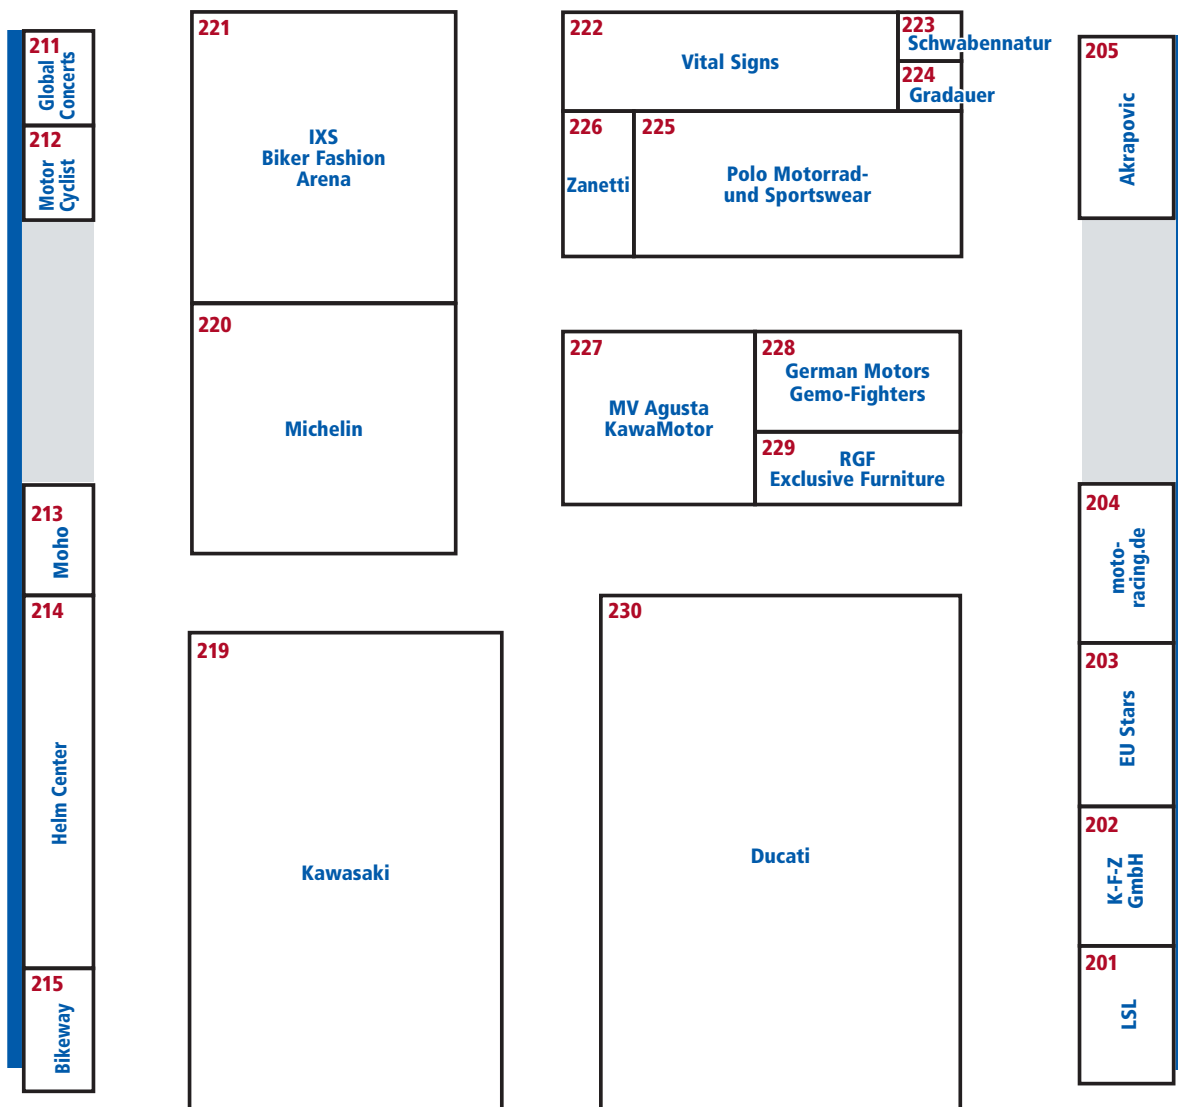 211
Global
Concerts
212
Motor
Cyclist
213
Moho
214
Helm Center
215
Bikeway
221
IXS
Biker Fashion
Arena
220
Michelin
219
Kawasaki
222
Vital Signs
223
Schwabennatur
224
Gradauer
226
Zanetti
225
Polo Motorrad-
und Sportswear
227
MV Agusta
KawaMotor
228
German Motors
Gemo-Fighters
229
RGF
Exclusive Furniture
230
Ducati
205
Akrapovic
204
moto-
racing.de
203
EU Stars
202
K-F-Z
GmbH
201
LSL